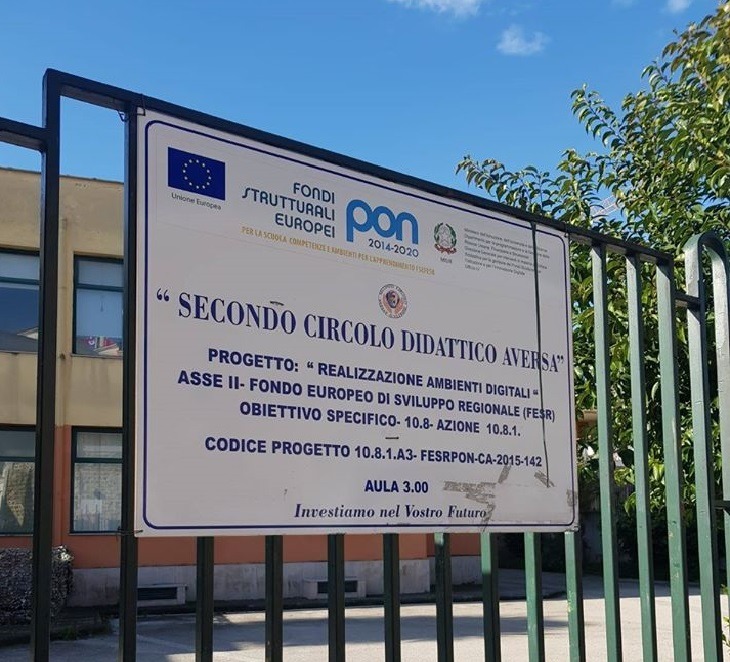 Unione Europea
FONDI
STRUTTURALI
EUROPEI
pon
2014-2020
PER LA SCUOLA COMPETENZE E AMBIENTI PER L'APPRENDIMENTO (FESR)
MIUR
" SECONDO CIRCOLO DIDATTICO AVERSA"
PROGETTO: " REALIZZAZIONE AMBIENTI DIGITALI "
ASSE II- FONDO EUROPEO DI SVILUPPO REGIONALE (FESR)
OBIETTIVO SPECIFICO- 10.8- AZIONE 10.8.1.
CODICE PROGETTO 10.8.1.A3- FESRPON-CA-2015-142
AULA 3.00
Investiamo nel Vostro Futuro